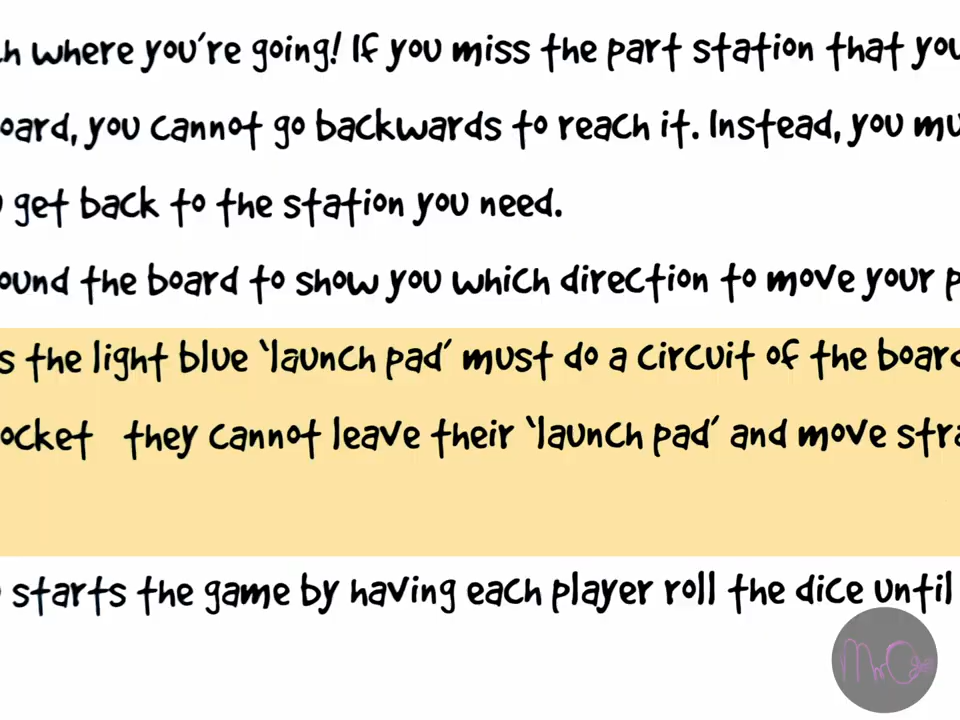 h where you're going! If you miss the part station that you
oard, you cannot go backwards to reach it. Instead, you mu
get back to the station you need.
ound the board to show you which direction to move your p
s the light blue 'launch pad' must do a circuit of the board
ocket they cannot leave their 'launch pad' and move stra
starts the game by having each player roll the dice until